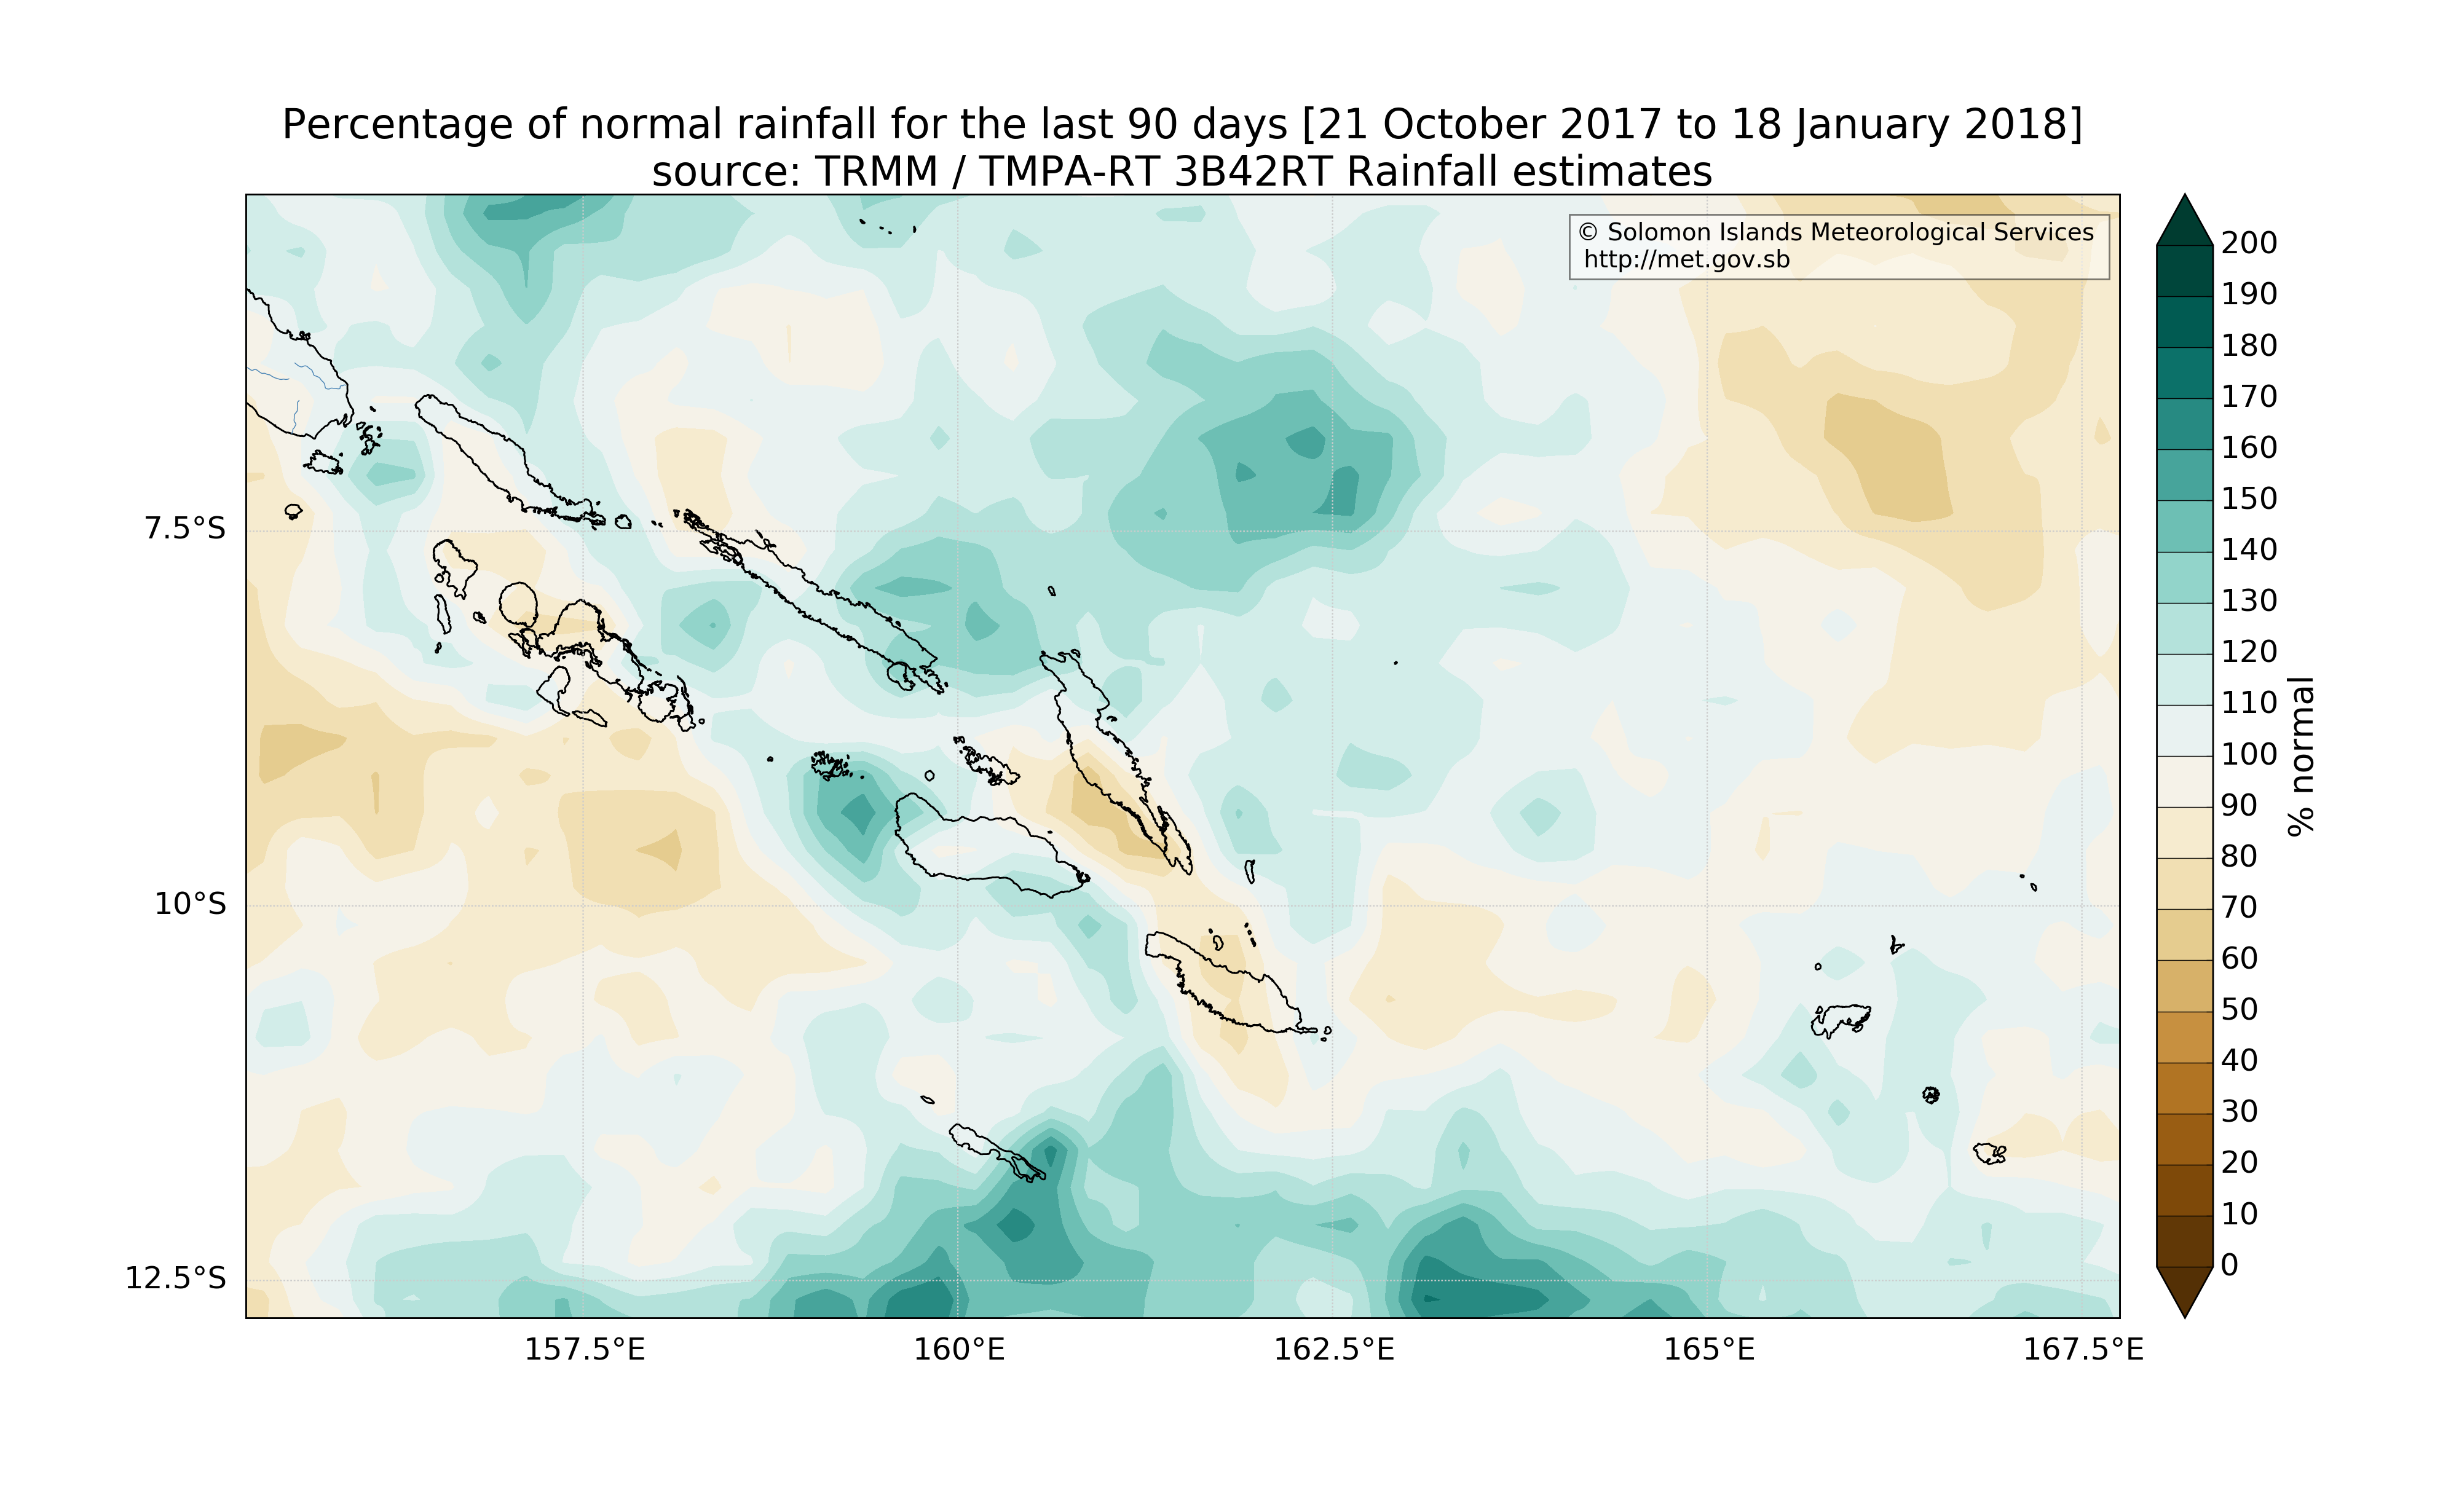 Percentage of normal rainfall for the last 90 days [21 October 2017 to 18 January 2018]
source: TRMM / TMPA-RT 3B42RT Rainfall estimates
© Solomon Islands Meteorological Services
http://met.gov.sb
7.5°S
10°S
12.5°S
157.5°E
160°E
162.5°E
165°E
167.5°E
200
190
180
170
160
150
140
130
120
110
100
90
80
70
60
50
40
30
20
10
0
% normal